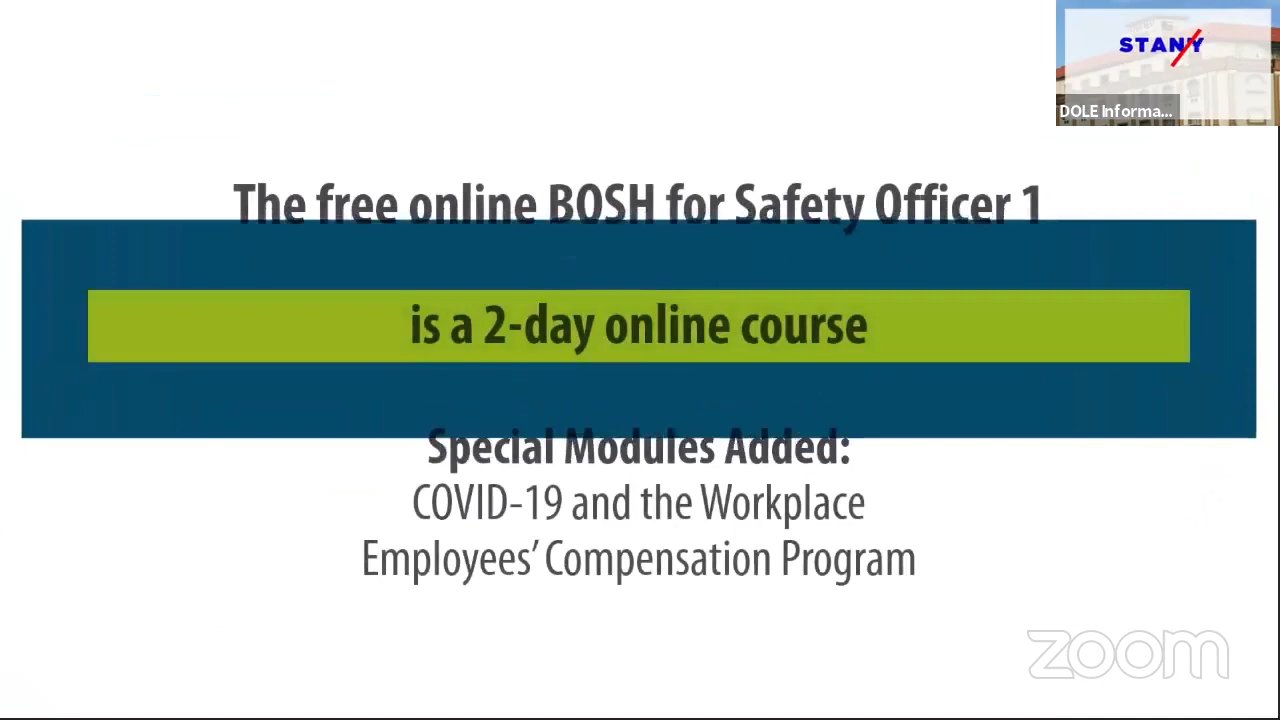 STANY
DOLE Informa...
The free online BOSH for Safety Officer 1
is a 2-day online course
Special Modules Added:
COVID-19 and the Workplace
Employees’ Compensation Program
zoom